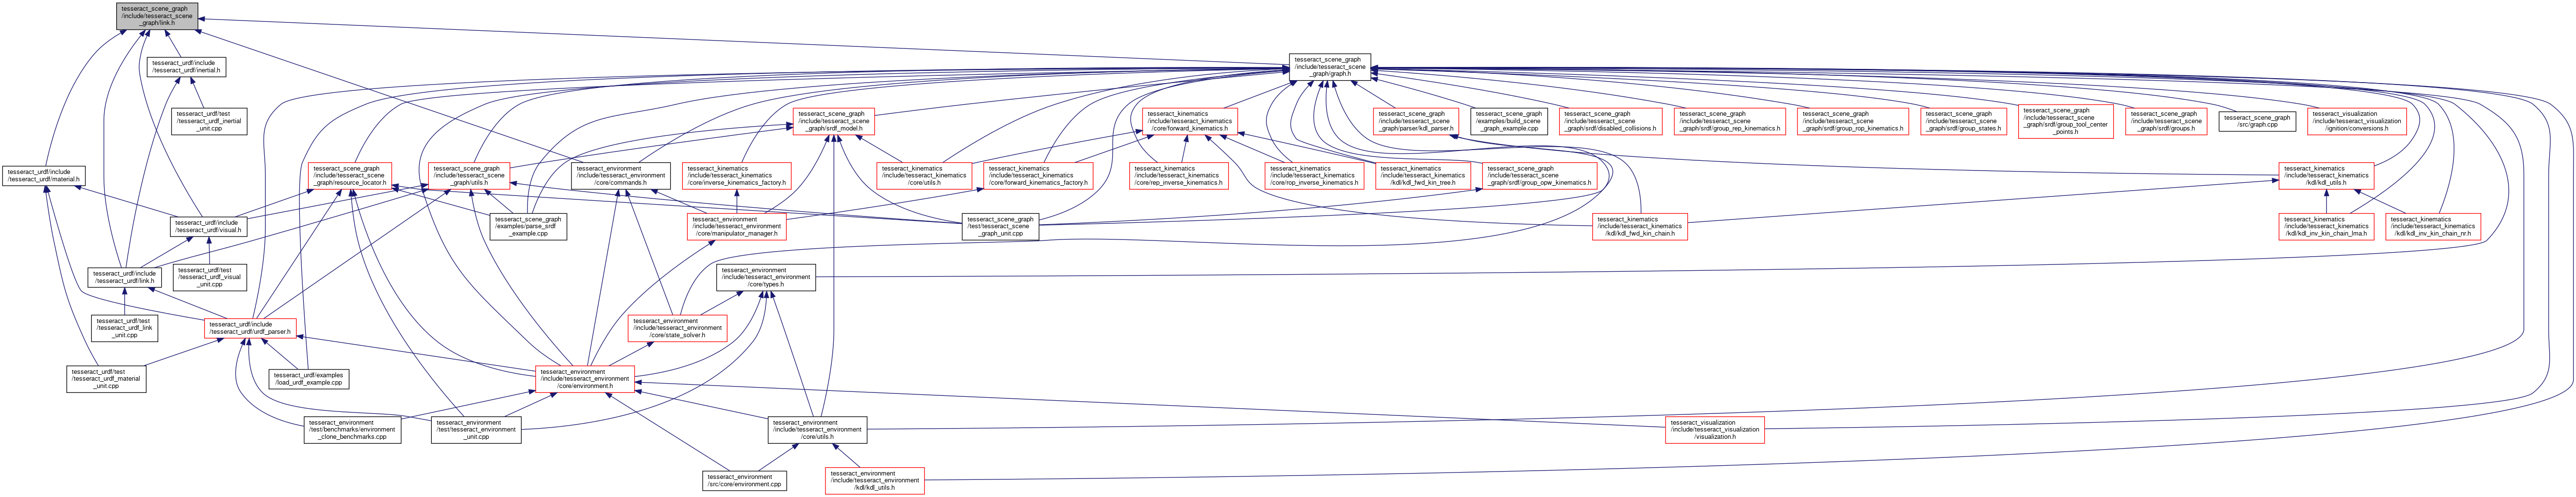 tesseract_scene_graph
/include/tesseract_scene
_graph/link.h
tesseract_scene_graph
/include/tesseract_scene
_graph/graph.h
tesseract_urdf/include
/tesseract_urdf/inertial.h
tesseract_urdf/test
/tesseract_urdf_inertial
_unit.cpp
tesseract_scene_graph
/include/tesseract_scene
_graph/srdf_model.h
tesseract_kinematics
/include/tesseract_kinematics
/core/forward_kinematics.h
tesseract_scene_graph
/include/tesseract_scene
_graph/parser/kdl_parser.h
tesseract_scene_graph
/examples/build_scene
_graph_example.cpp
tesseract_scene_graph
/include/tesseract_scene
_graph/srdf/disabled_collisions.h
tesseract_scene_graph
/include/tesseract_scene
_graph/srdf/group_rep_kinematics.h
tesseract_scene_graph
/include/tesseract_scene
_graph/srdf/group_rop_kinematics.h
tesseract_scene_graph
/include/tesseract_scene
_graph/srdf/group_states.h
tesseract_scene_graph
/include/tesseract_scene
_graph/srdf/group_tool_center
_points.h
tesseract_scene_graph
/include/tesseract_scene
_graph/srdf/groups.h
tesseract_scene_graph
/src/graph.cpp
tesseract_visualization
/include/tesseract_visualization
/ignition/conversions.h
tesseract_urdf/include
/tesseract_urdf/material.h
tesseract_scene_graph
/include/tesseract_scene
_graph/resource_locator.h
tesseract_scene_graph
/include/tesseract_scene
_graph/utils.h
tesseract_environment
/include/tesseract_environment
/core/commands.h
tesseract_kinematics
/include/tesseract_kinematics
/core/inverse_kinematics_factory.h
tesseract_kinematics
/include/tesseract_kinematics
/core/utils.h
tesseract_kinematics
/include/tesseract_kinematics
/core/forward_kinematics_factory.h
tesseract_kinematics
/include/tesseract_kinematics
/core/rep_inverse_kinematics.h
tesseract_kinematics
/include/tesseract_kinematics
/core/rop_inverse_kinematics.h
tesseract_kinematics
/include/tesseract_kinematics
/kdl/kdl_fwd_kin_tree.h
tesseract_scene_graph
/include/tesseract_scene
_graph/srdf/group_opw_kinematics.h
tesseract_kinematics
/include/tesseract_kinematics
/kdl/kdl_utils.h
tesseract_urdf/include
/tesseract_urdf/visual.h
tesseract_scene_graph
/examples/parse_srdf
_example.cpp
tesseract_environment
/include/tesseract_environment
/core/manipulator_manager.h
tesseract_scene_graph
/test/tesseract_scene
_graph_unit.cpp
tesseract_kinematics
/include/tesseract_kinematics
/kdl/kdl_fwd_kin_chain.h
tesseract_kinematics
/include/tesseract_kinematics
/kdl/kdl_inv_kin_chain_lma.h
tesseract_kinematics
/include/tesseract_kinematics
/kdl/kdl_inv_kin_chain_nr.h
tesseract_urdf/include
/tesseract_urdf/link.h
tesseract_urdf/test
/tesseract_urdf_visual
_unit.cpp
tesseract_environment
/include/tesseract_environment
/core/types.h
tesseract_urdf/test
/tesseract_urdf_link
_unit.cpp
tesseract_urdf/include
/tesseract_urdf/urdf_parser.h
tesseract_environment
/include/tesseract_environment
/core/state_solver.h
tesseract_urdf/test
/tesseract_urdf_material
_unit.cpp
tesseract_urdf/examples
/load_urdf_example.cpp
tesseract_environment
/include/tesseract_environment
/core/environment.h
tesseract_environment
/test/benchmarks/environment
_clone_benchmarks.cpp
tesseract_environment
/test/tesseract_environment
_unit.cpp
tesseract_environment
/include/tesseract_environment
/core/utils.h
tesseract_visualization
/include/tesseract_visualization
/visualization.h
tesseract_environment
/src/core/environment.cpp
tesseract_environment
/include/tesseract_environment
/kdl/kdl_utils.h